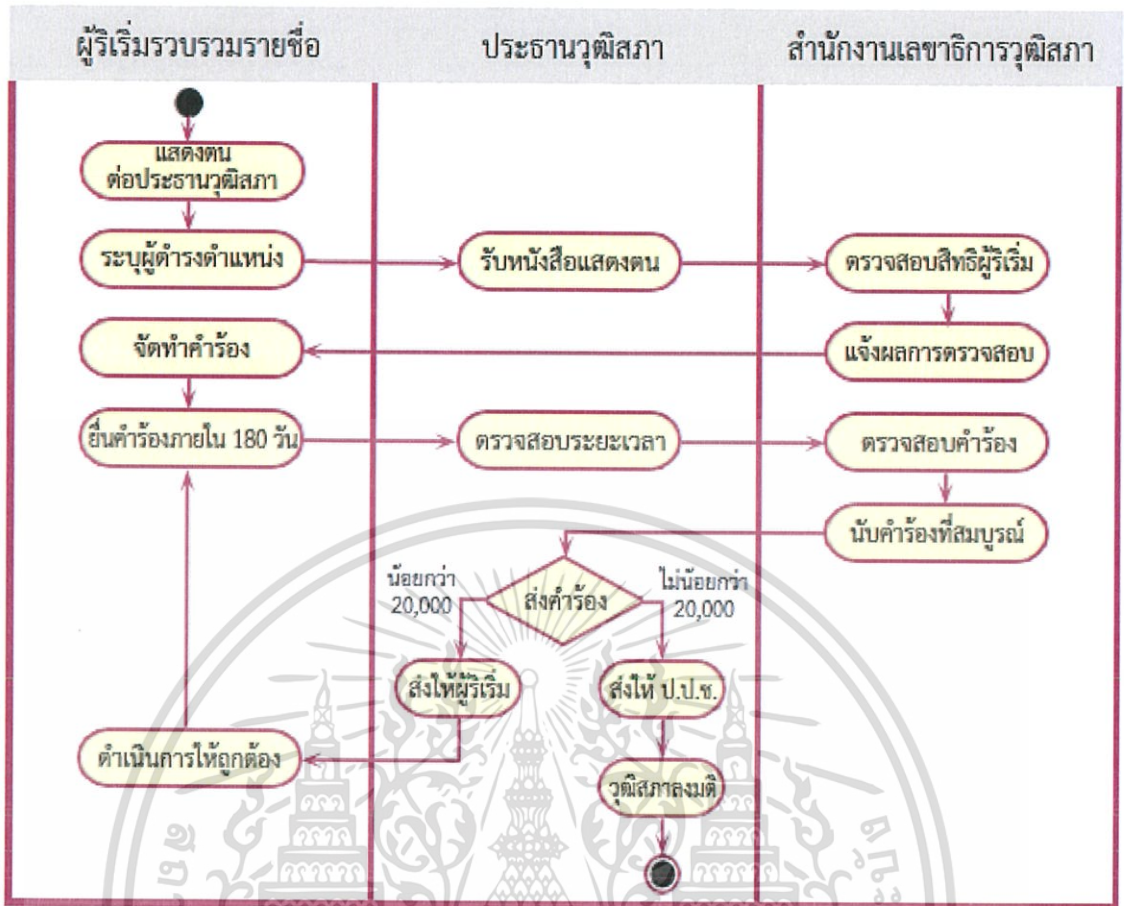 ผู้ริเริ่มรวบรวมรายชื่อ
ประธานวุฒิสภา
สำนักงานเลขาธิการวุฒิสภา
แสดงตน
ต่อประธานวุฒิสภา
ระบุผู้ดำรงตำแหน่ง
รับหนังสือแสดงตน
ตรวจสอบสิทธิผู้ริเริ่ม
จัดทำคำร้อง
แจ้งผลการตรวจสอบ
ยื่นคำร้องภายใน 180 วัน
ตรวจสอบระยะเวลา
ตรวจสอบคำร้อง
นับคำร้องที่สมบูรณ์
น้อยกว่า
20,000
ส่งคำร้อง
ไม่น้อยกว่า
20,000
ส่งให้ผู้ริเริ่ม
ส่งให้ ป.ป.ช.
ดำเนินการให้ถูกต้อง
วุฒิสภาลงมติ